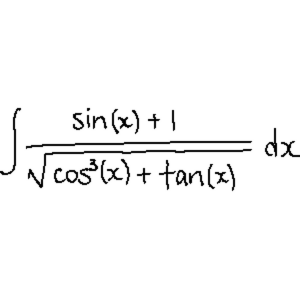 ∫ (sin(x) + 1) / √(cos³(x) + tan(x)) dx